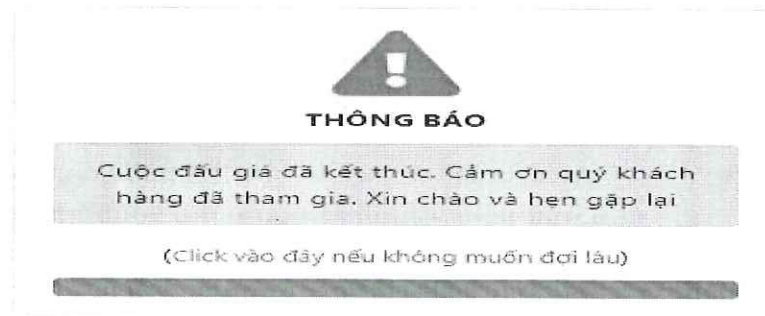 THÔNG BÁO
Cuộc đấu giá đã kết thúc. Cảm ơn quý khách
hàng đã tham gia. Xin chào và hẹn gặp lại
(Click vào đây nếu không muốn đợi lâu)